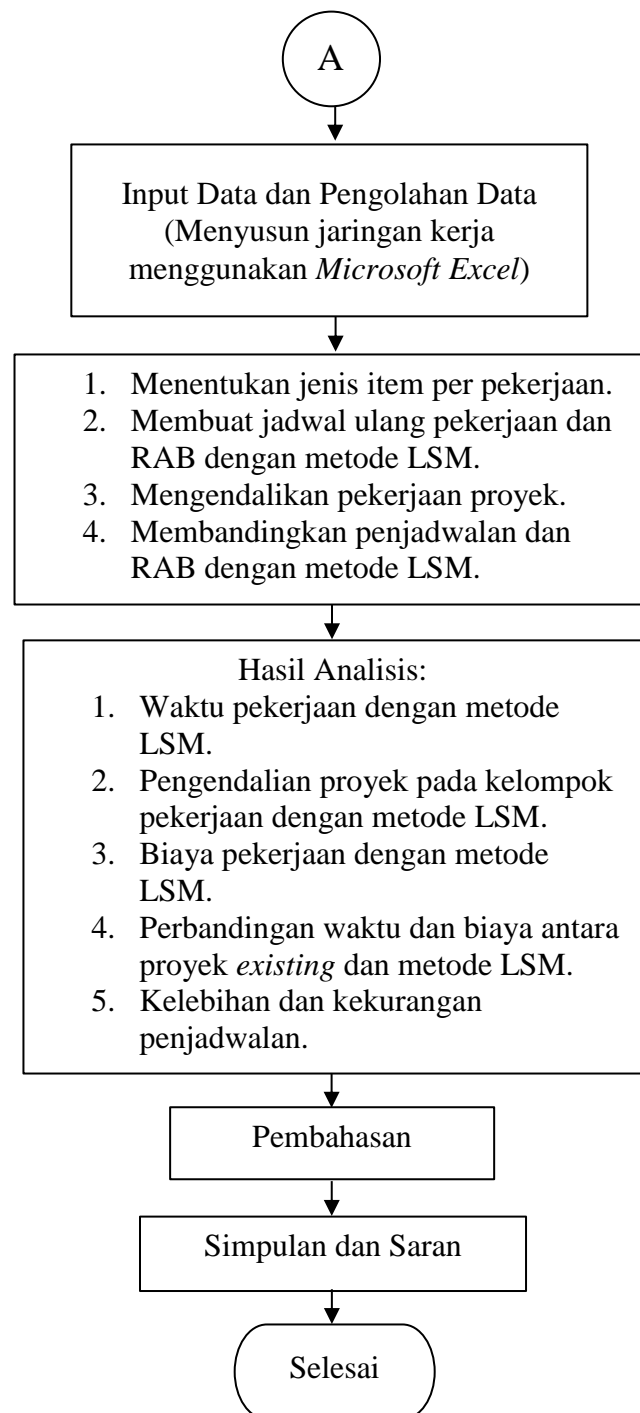 A
Input Data dan Pengolahan Data
(Menyusun jaringan kerja
menggunakan Microsoft Excel)
1. Menentukan jenis item per pekerjaan.
2. Membuat jadwal ulang pekerjaan dan
RAB dengan metode LSM.
3. Mengendalikan pekerjaan proyek.
4. Membandingkan penjadwalan dan
RAB dengan metode LSM.
Hasil Analisis:
1. Waktu pekerjaan dengan metode
LSM.
2. Pengendalian proyek pada kelompok
pekerjaan dengan metode LSM.
3. Biaya pekerjaan dengan metode
LSM.
4. Perbandingan waktu dan biaya antara
proyek existing dan metode LSM.
5. Kelebihan dan kekurangan
penjadwalan.
Pembahasan
Simpulan dan Saran
Selesai